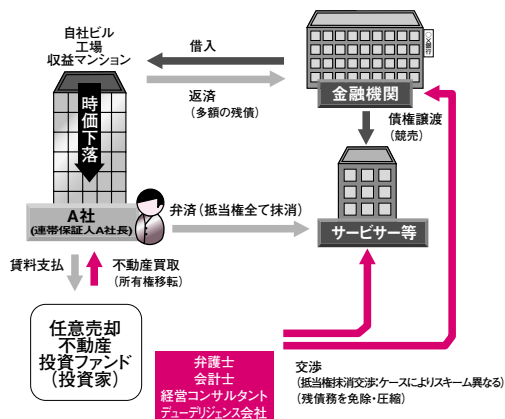 自社ビル
工場
収益マンション
借入
返済
(多額の残債)
○×銀行
金融機関
債権譲渡
(競売)
時価下落
A社
(連帯保証人A社長)
弁済(抵当権全て抹消)
サービサー等
賃料支払
不動産買取
(所有権移転)
任意売却
不動産
投資ファンド
(投資家)
弁護士
会計士
経営コンサルタント
デューデリジェンス会社
交渉
(抵当権抹消交渉:ケースによりスキーム異なる)
(残債務を免除・圧縮)